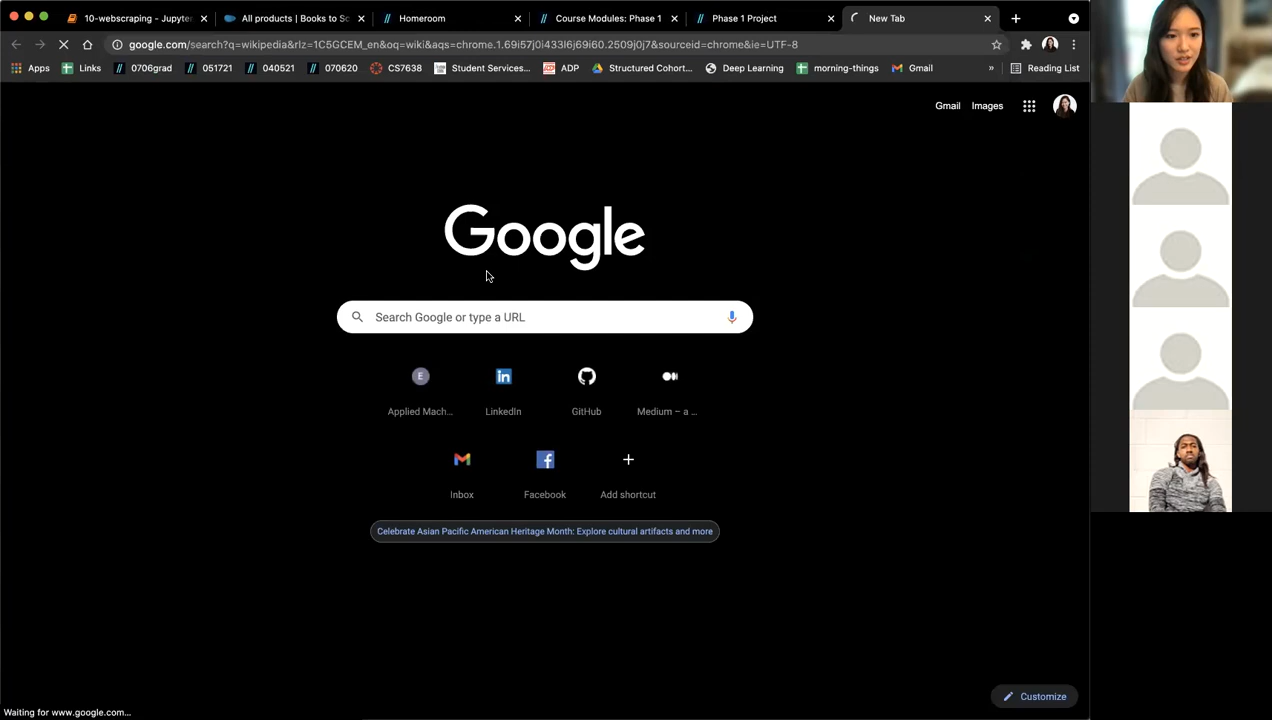 10-webscraping - Jupyter
All products | Books to Sc
Homeroom
Course Modules: Phase 1
Phase 1 Project
New Tab
google.com/search?q=wikipedia&rlz=1C5GCEM_en&oq=wiki&aqs=chrome.1.69i57j0i433l6j69i60.2509j0j7&sourceid=chrome&ie=UTF-8
Apps Links 0706grad 051721 040521 070620 CS7638 Student Services... ADP Structured Cohort... Deep Learning morning-things Gmail » Reading List
Gmail Images
Google
Search Google or type a URL
E
Applied Mach... LinkedIn GitHub Medium – a ...
Inbox Facebook Add shortcut
Celebrate Asian Pacific American Heritage Month: Explore cultural artifacts and more
Customize
Waiting for www.google.com...